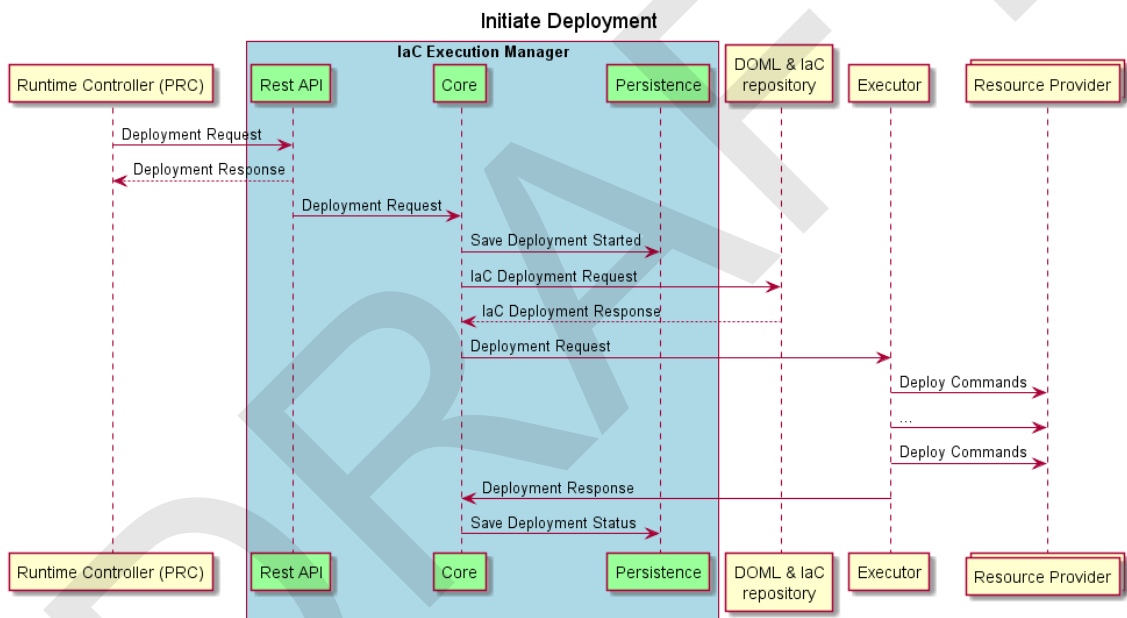 Initiate Deployment
IaC Execution Manager
Runtime Controller (PRC)
Rest API
Core
Persistence
DOML & IaC
repository
Executor
Resource Provider
Deployment Request
Deployment Response
Deployment Request
Save Deployment Started
IaC Deployment Request
IaC Deployment Response
Deployment Request
Deploy Commands
...
Deploy Commands
Deployment Response
Save Deployment Status
Runtime Controller (PRC)
Rest API
Core
Persistence
DOML & IaC
repository
Executor
Resource Provider
DRAFT